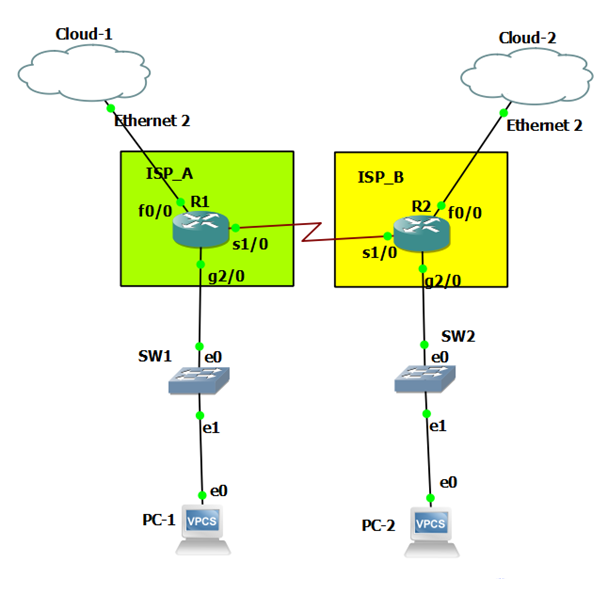 Cloud-1
Cloud-2
Ethernet 2
Ethernet 2
ISP_A
ISP_B
R1
R2
f0/0
f0/0
s1/0
s1/0
g2/0
g2/0
SW1
e0
SW2
e0
e1
e1
e0
e0
PC-1
VPCS
PC-2
VPCS